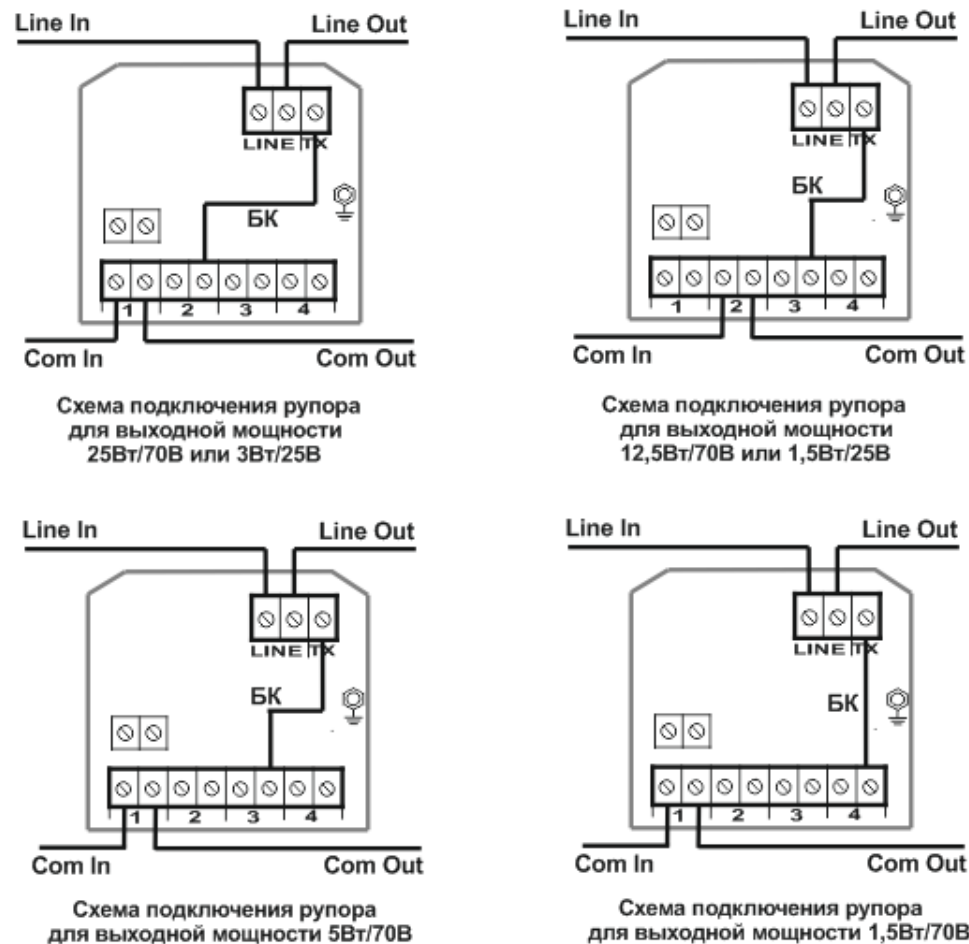 Line In
Line Out
LINE TX
БК
1 2 3 4
Com In
Com Out
Схема подключения рупора
для выходной мощности
25Вт/70В или 3Вт/25В
Line In
Line Out
LINE TX
БК
1 2 3 4
Com In
Com Out
Схема подключения рупора
для выходной мощности
12,5Вт/70В или 1,5Вт/25В
Line In
Line Out
LINE TX
БК
1 2 3 4
Com In
Com Out
Схема подключения рупора
для выходной мощности 5Вт/70В
Line In
Line Out
LINE TX
БК
1 2 3 4
Com In
Com Out
Схема подключения рупора
для выходной мощности 1,5Вт/70В